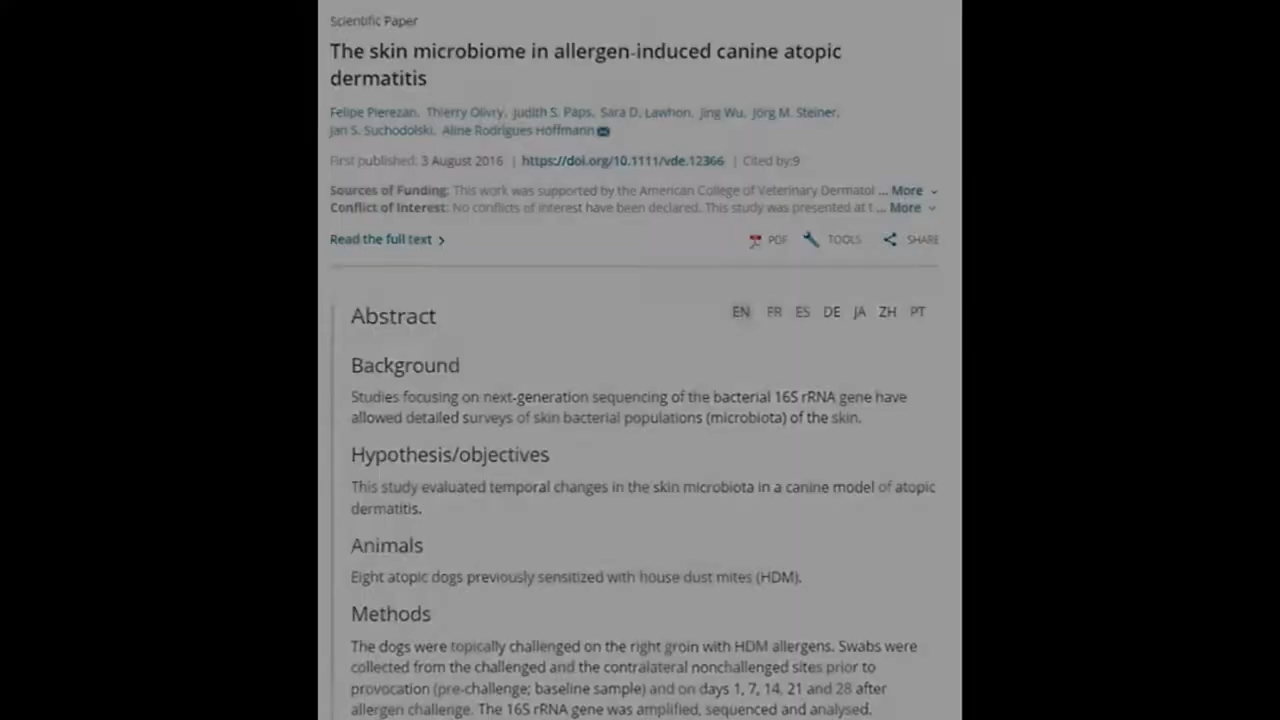 Scientific Paper
The skin microbiome in allergen-induced canine atopic
dermatitis
Felipe Pierezan, Thierry Olivry, Judith S. Paps, Sara D. Lawhon, Jing Wu, Jörg M. Steiner,
Jan S. Suchodolski, Aline Rodrigues Hoffmann
First published: 3 August 2016 | https://doi.org/10.1111/vde.12366 | Cited by:9
Sources of Funding: This work was supported by the American College of Veterinary Dermatol ... More
Conflict of Interest: No conflicts of interest have been declared. This study was presented at t ... More
Read the full text >
PDF TOOLS SHARE
Abstract
EN FR ES DE JA ZH PT
Background
Studies focusing on next-generation sequencing of the bacterial 16S rRNA gene have
allowed detailed surveys of skin bacterial populations (microbiota) of the skin.
Hypothesis/objectives
This study evaluated temporal changes in the skin microbiota in a canine model of atopic
dermatitis.
Animals
Eight atopic dogs previously sensitized with house dust mites (HDM).
Methods
The dogs were topically challenged on the right groin with HDM allergens. Swabs were
collected from the challenged and the contralateral nonchallenged sites prior to
provocation (pre-challenge; baseline sample) and on days 1, 7, 14, 21 and 28 after
allergen challenge. The 16S rRNA gene was amplified, sequenced and analysed.